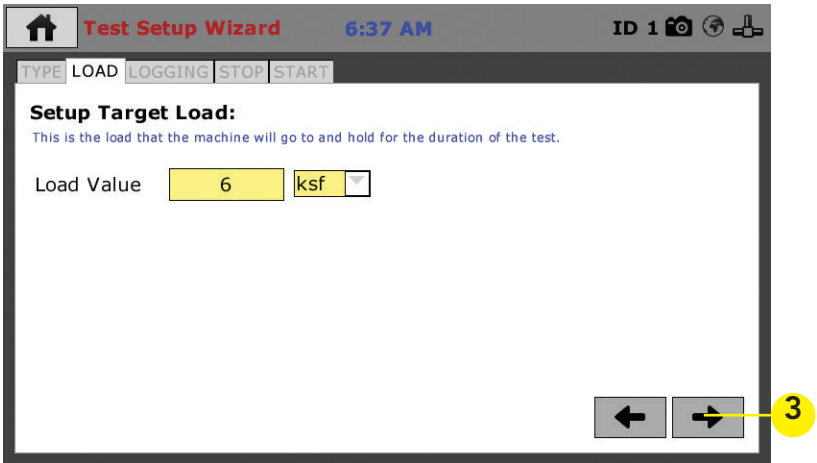 Test Setup Wizard 6:37 AM ID 1
TYPE LOAD LOGGING STOP START
Setup Target Load:
This is the load that the machine will go to and hold for the duration of the test.
Load Value 6 ksf
3